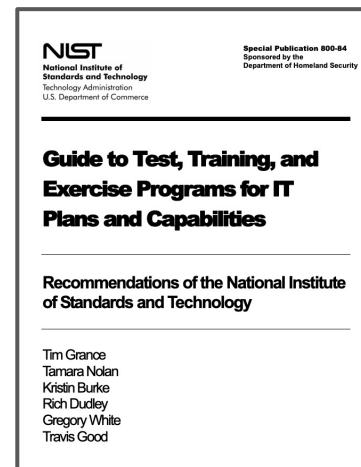 NIST
National Institute of
Standards and Technology
Technology Administration
U.S. Department of Commerce
Special Publication 800-84
Sponsored by the
Department of Homeland Security
Guide to Test, Training, and
Exercise Programs for IT
Plans and Capabilities
Recommendations of the National Institute
of Standards and Technology
Tim Grance
Tamara Nolan
Kristin Burke
Rich Dudley
Gregory White
Travis Good